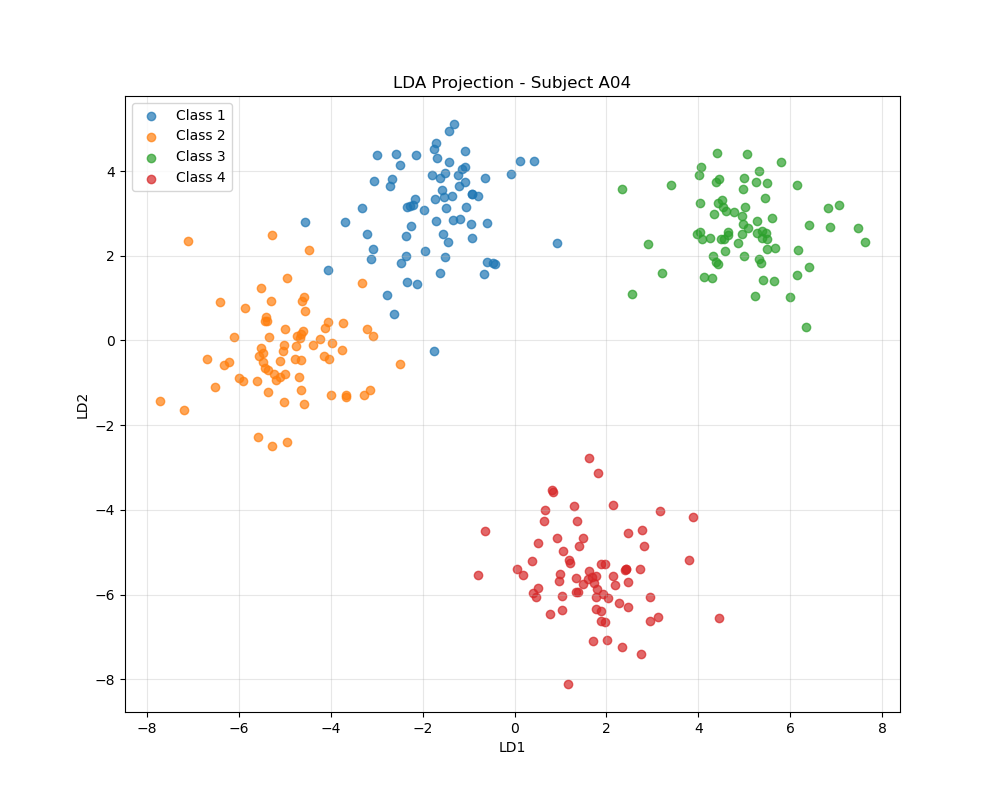 LDA Projection - Subject A04
Class 1
Class 2
Class 3
Class 4
4
2
0
−2
−4
−6
−8
LD2
−8 −6 −4 −2 0 2 4 6 8
LD1